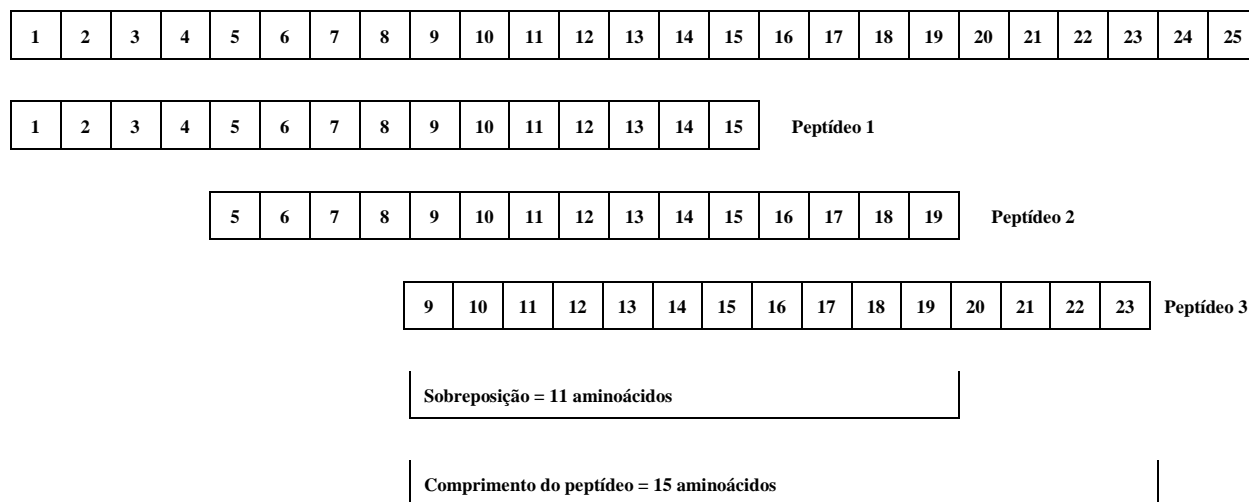 1 2 3 4 5 6 7 8 9 10 11 12 13 14 15 16 17 18 19 20 21 22 23 24 25
1 2 3 4 5 6 7 8 9 10 11 12 13 14 15 Peptídeo 1
5 6 7 8 9 10 11 12 13 14 15 16 17 18 19 Peptídeo 2
9 10 11 12 13 14 15 16 17 18 19 20 21 22 23 Peptídeo 3
Sobreposição = 11 aminoácidos
Comprimento do peptídeo = 15 aminoácidos